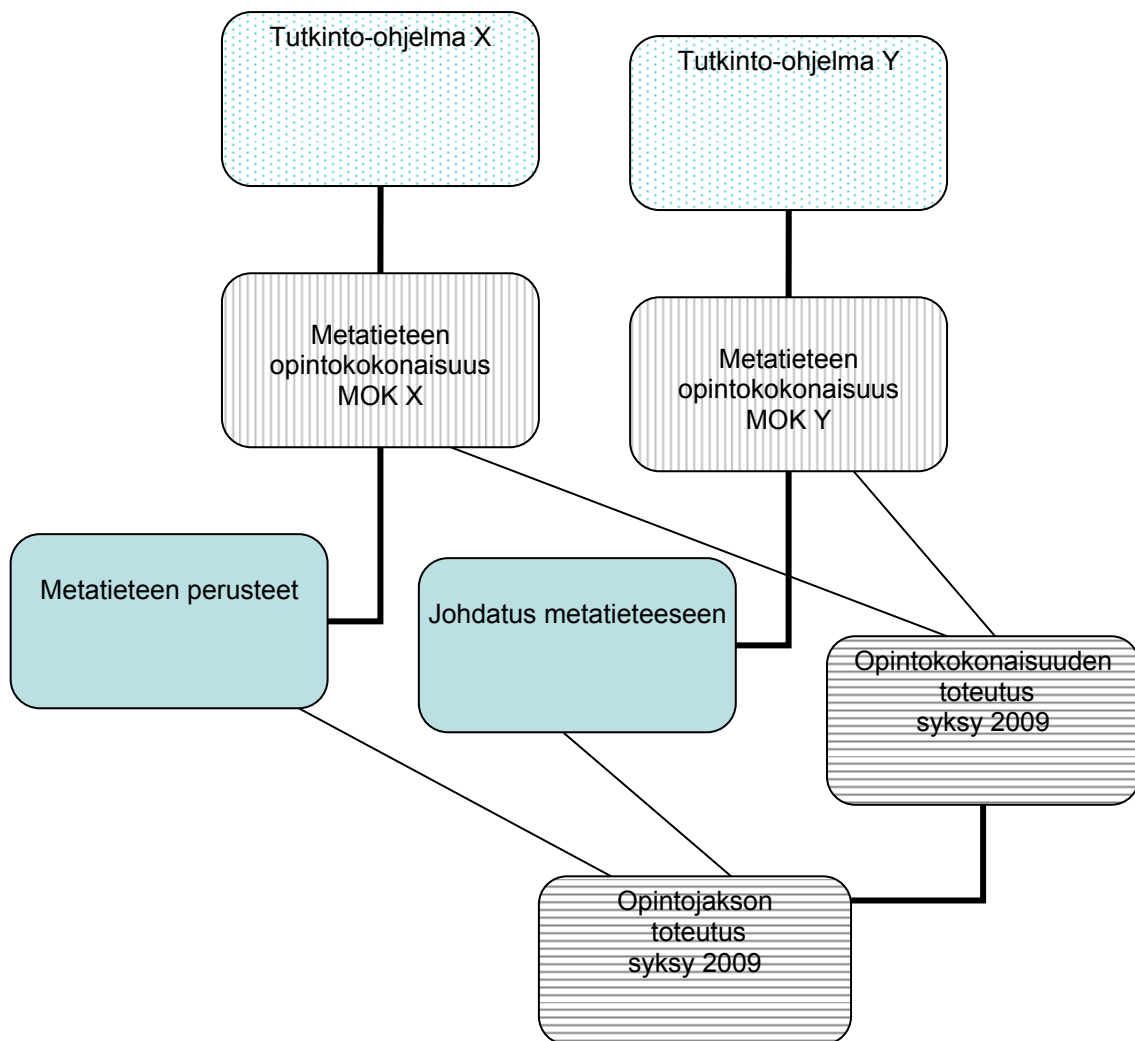 Tutkinto-ohjelma X
Tutkinto-ohjelma Y
Metatieteen
opintokokonaisuus
MOK X
Metatieteen
opintokokonaisuus
MOK Y
Metatieteen perusteet
Johdatus metatieteeseen
Opintokokonaisuuden
toteutus
syksy 2009
Opintojakson
toteutus
syksy 2009